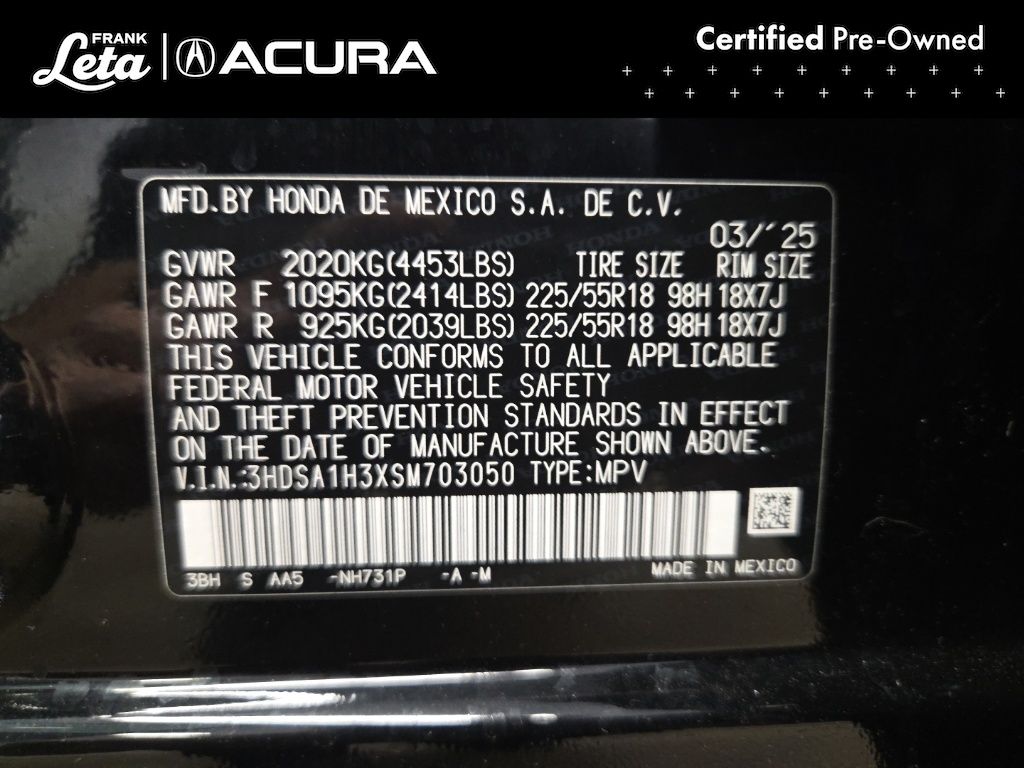 FRANK
Leta
ACURA
Certified Pre-Owned
MFD.BY HONDA DE MEXICO S.A. DE C.V.
03/'25
GVWR 2020KG(4453LBS) TIRE SIZE RIM SIZE
GAWR F 1095KG(2414LBS) 225/55R18 98H 18X7J
GAWR R 925KG(2039LBS) 225/55R18 98H 18X7J
THIS VEHICLE CONFORMS TO ALL APPLICABLE
FEDERAL MOTOR VEHICLE SAFETY
AND THEFT PREVENTION STANDARDS IN EFFECT
ON THE DATE OF MANUFACTURE SHOWN ABOVE.
V.I.N.:3HDSA1H3XSM703050 TYPE:MPV
3BH S AA5 -NH731P -A -M MADE IN MEXICO